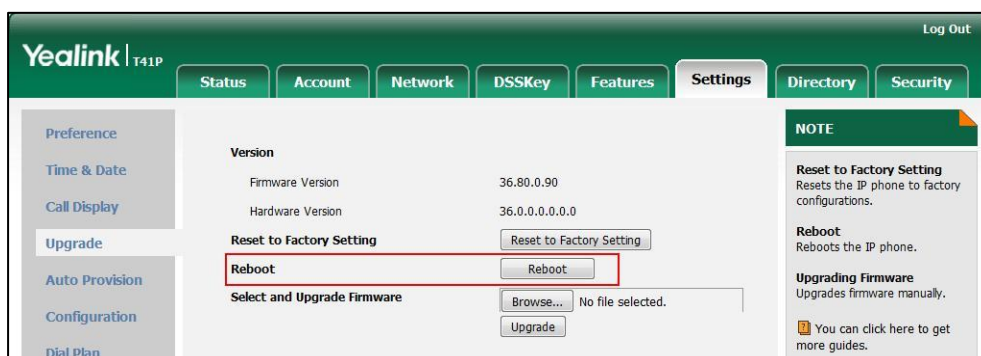 Log Out
Yealink T41P
Status Account Network DSSKey Features Settings Directory Security
Preference
Time & Date
Call Display
Upgrade
Auto Provision
Configuration
Dial Plan
Version
Firmware Version 36.80.0.90
Hardware Version 36.0.0.0.0.0.0
Reset to Factory Setting Reset to Factory Setting
Reboot Reboot
Select and Upgrade Firmware Browse... No file selected.
Upgrade
NOTE
Reset to Factory Setting
Resets the IP phone to factory
configurations.
Reboot
Reboots the IP phone.
Upgrading Firmware
Upgrades firmware manually.
You can click here to get
more guides.